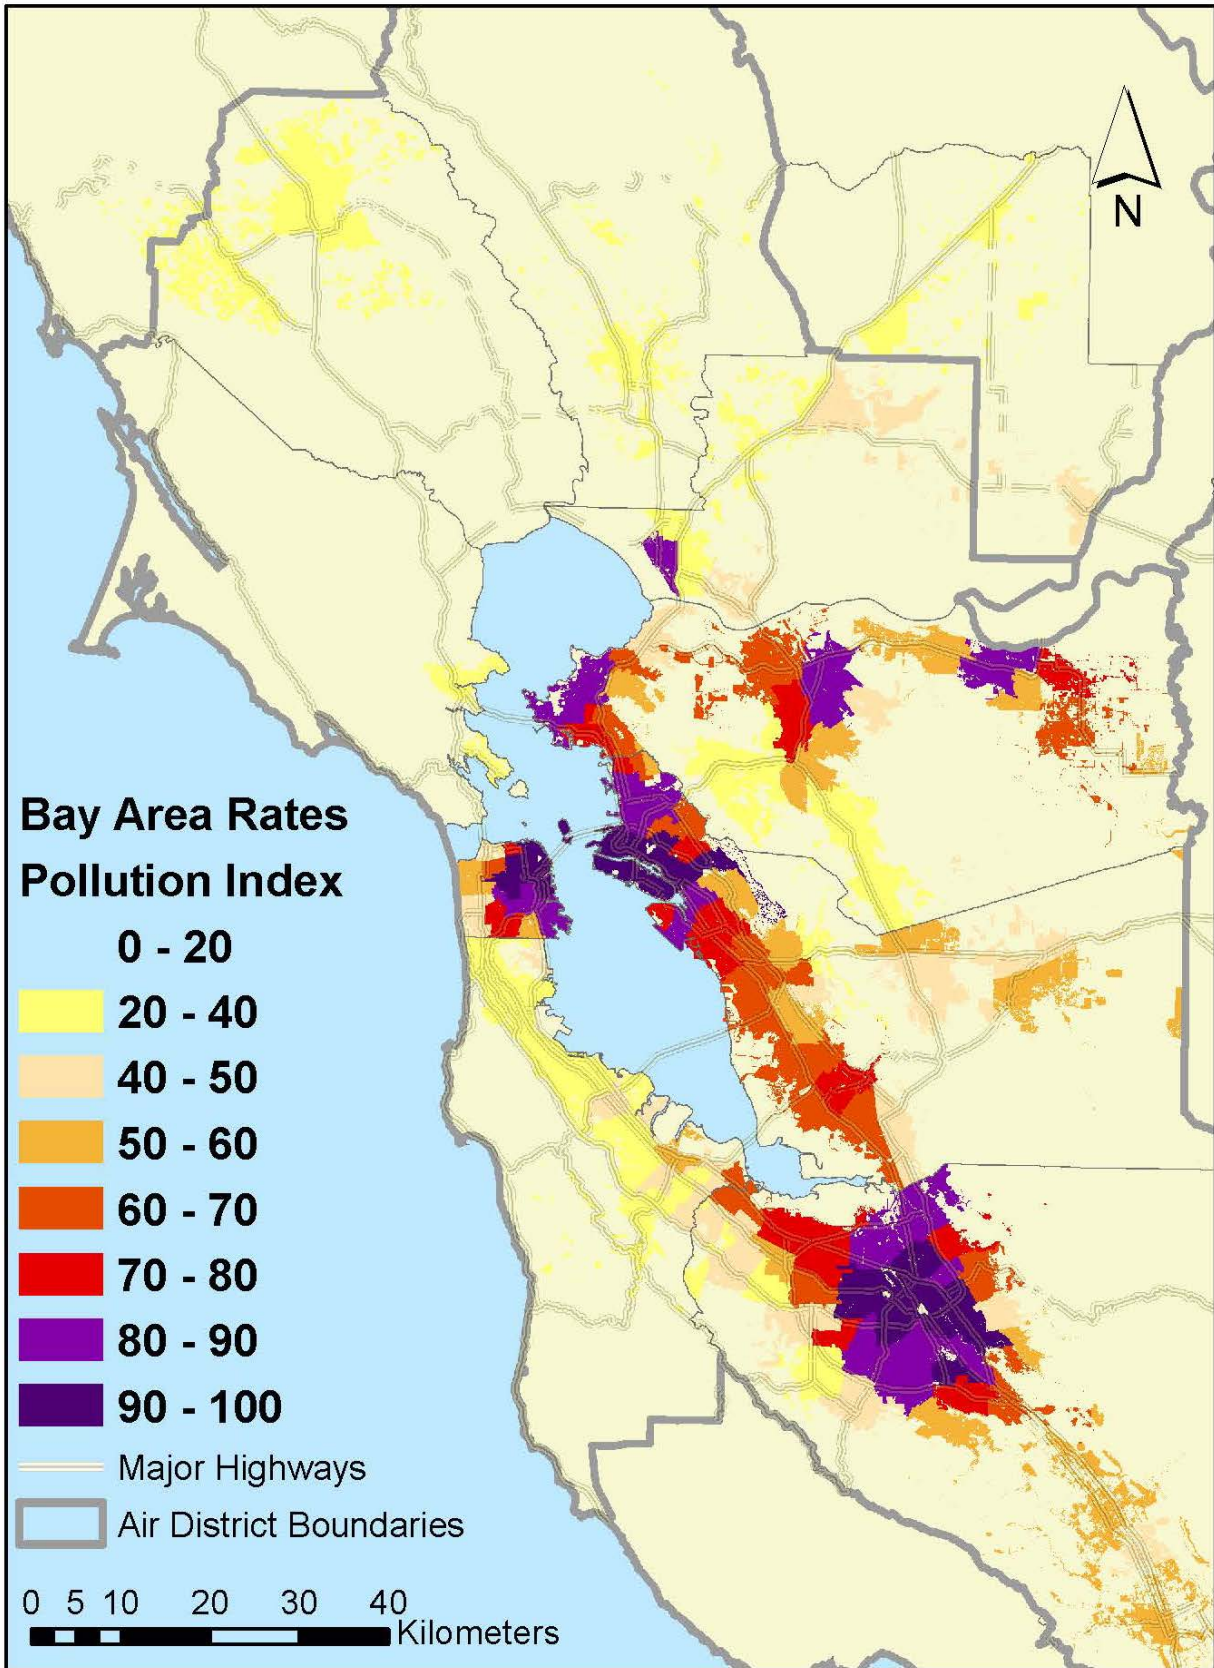 N
Bay Area Rates
Pollution Index
0 - 20
20 - 40
40 - 50
50 - 60
60 - 70
70 - 80
80 - 90
90 - 100
Major Highways
Air District Boundaries
0 5 10 20 30 40
Kilometers